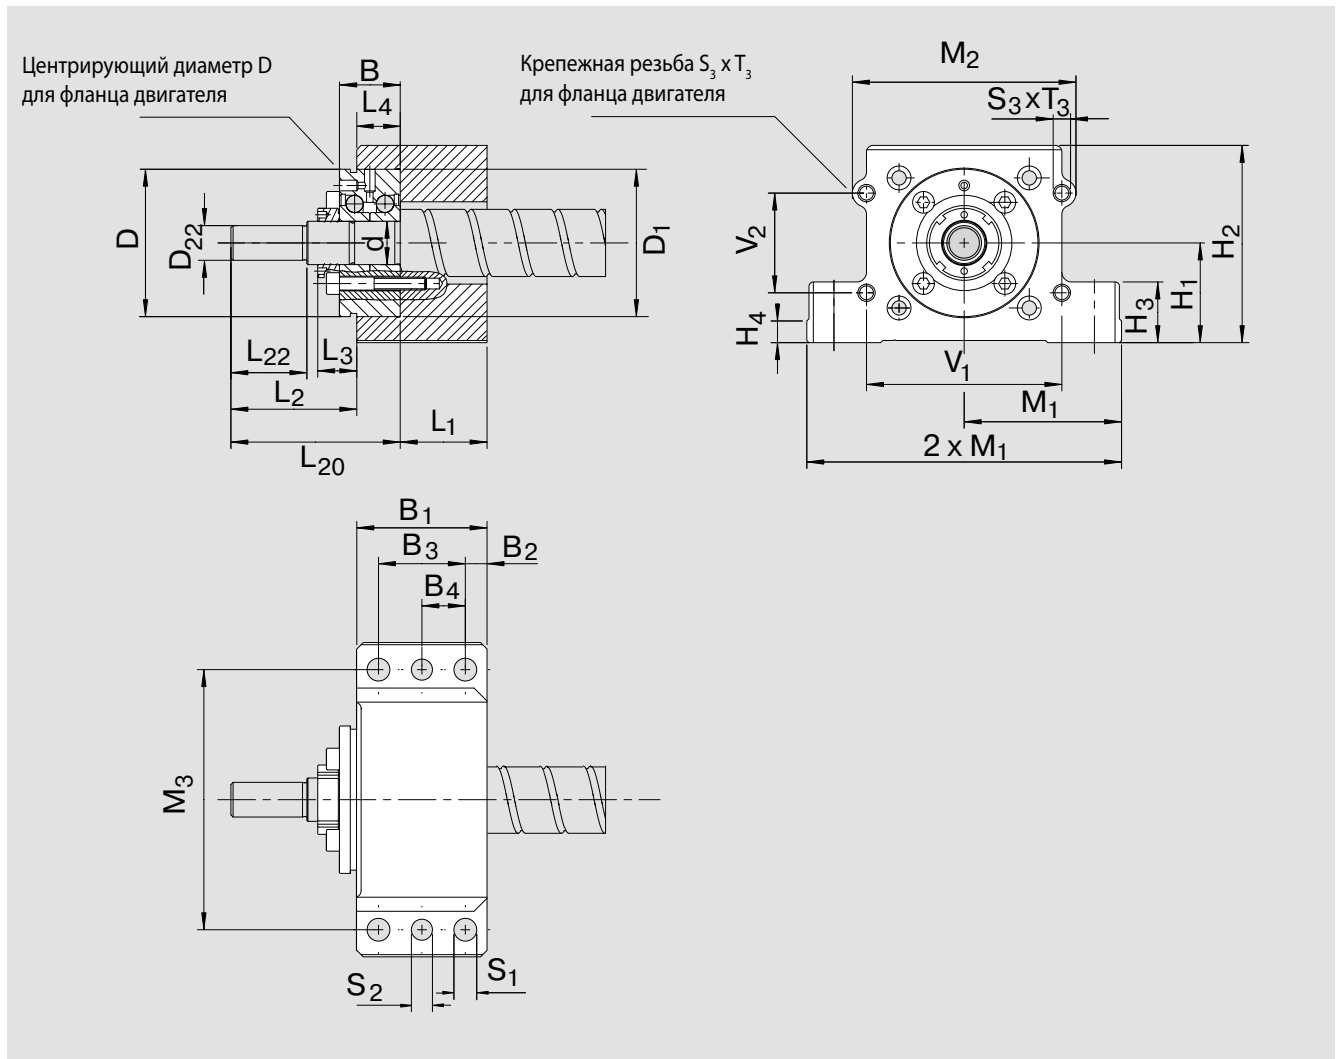 Центрирующий диаметр D
для фланца двигателя
B
L4
Крепежная резьба S3 x T3
для фланца двигателя
M2
S3xT3
D
D22
d
D1
V2
H4
H3
H1
H2
L22
L3
L2
L1
L20
V1
M1
2 x M1
B1
B3
B2
B4
M3
S2
S1